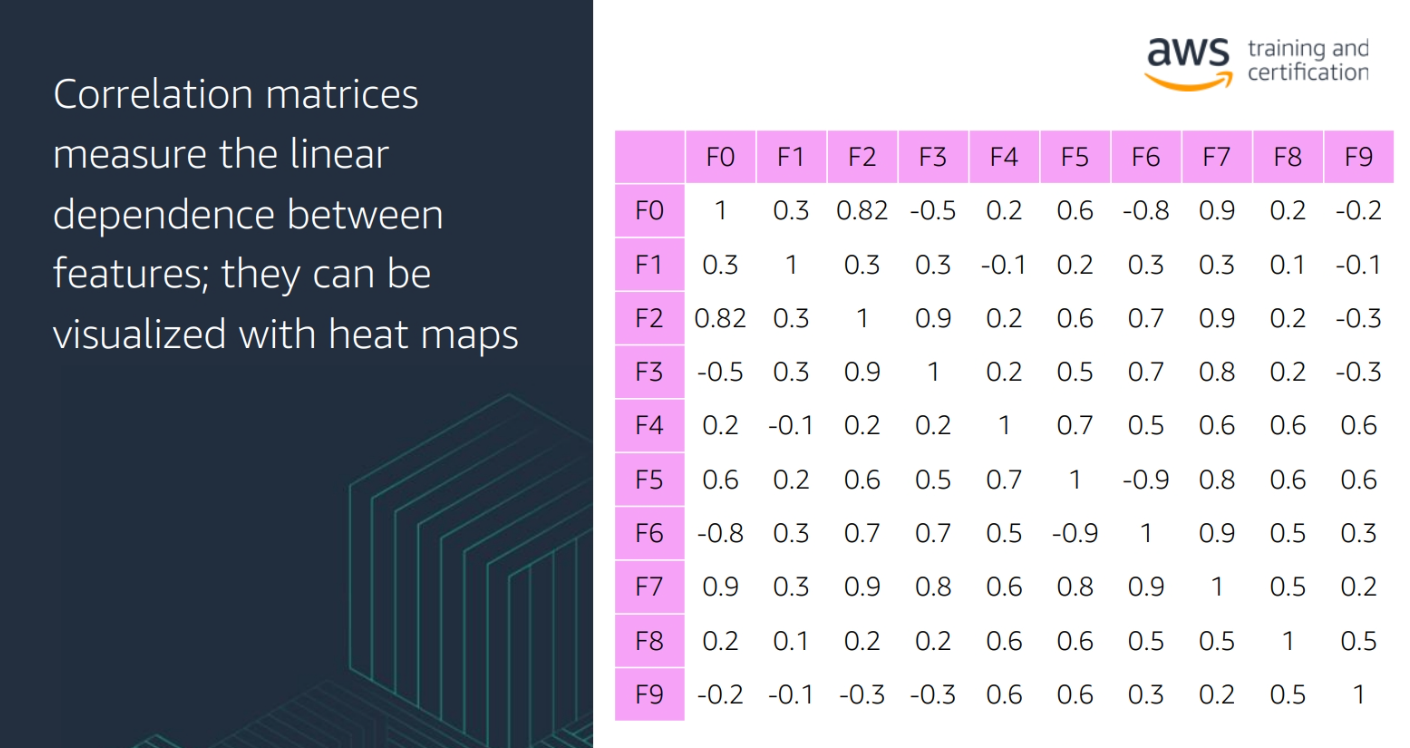 Correlation matrices
measure the linear
dependence between
features; they can be
visualized with heat maps
aws training and
certification
F0 F1 F2 F3 F4 F5 F6 F7 F8 F9
F0 1 0.3 0.82 -0.5 0.2 0.6 -0.8 0.9 0.2 -0.2
F1 0.3 1 0.3 0.3 -0.1 0.2 0.3 0.3 0.1 -0.1
F2 0.82 0.3 1 0.9 0.2 0.6 0.7 0.9 0.2 -0.3
F3 -0.5 0.3 0.9 1 0.2 0.5 0.7 0.8 0.2 -0.3
F4 0.2 -0.1 0.2 0.2 1 0.7 0.5 0.6 0.6 0.6
F5 0.6 0.2 0.6 0.5 0.7 1 -0.9 0.8 0.6 0.6
F6 -0.8 0.3 0.7 0.7 0.5 -0.9 1 0.9 0.5 0.3
F7 0.9 0.3 0.9 0.8 0.6 0.8 0.9 1 0.5 0.2
F8 0.2 0.1 0.2 0.2 0.6 0.6 0.5 0.5 1 0.5
F9 -0.2 -0.1 -0.3 -0.3 0.6 0.6 0.3 0.2 0.5 1